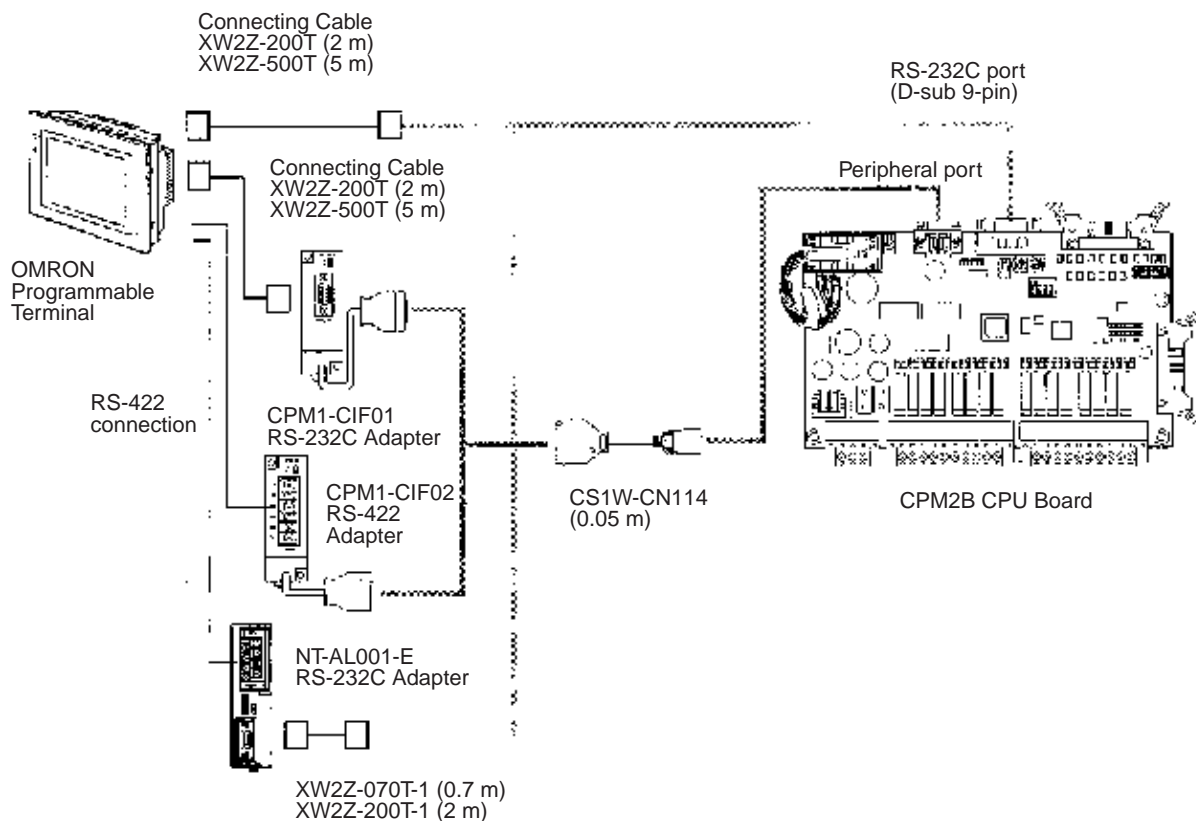 Connecting Cable
XW2Z-200T (2 m)
XW2Z-500T (5 m)
RS-232C port
(D-sub 9-pin)
Connecting Cable
XW2Z-200T (2 m)
XW2Z-500T (5 m)
Peripheral port
OMRON
Programmable
Terminal
RS-422
connection
CPM1-CIF01
RS-232C Adapter
CPM1-CIF02
RS-422
Adapter
CS1W-CN114
(0.05 m)
CPM2B CPU Board
NT-AL001-E
RS-232C Adapter
XW2Z-070T-1 (0.7 m)
XW2Z-200T-1 (2 m)